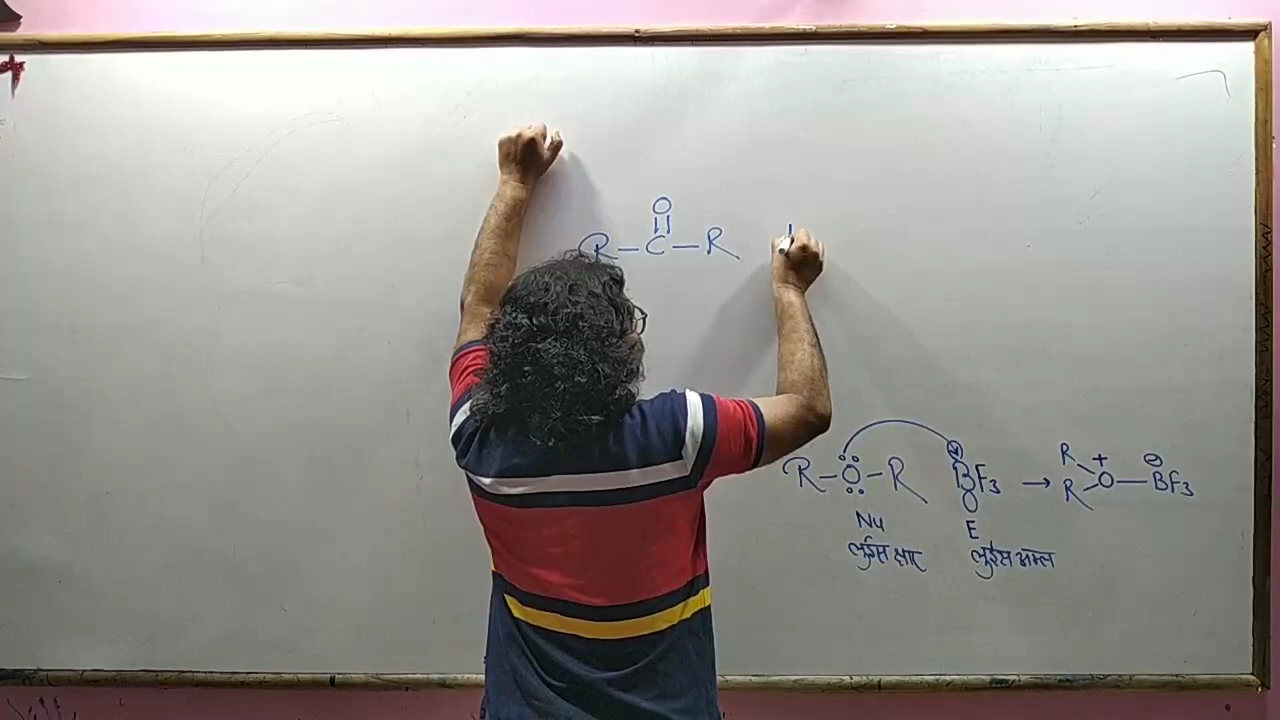 O
||
R—C—R
R—Ö—R BF3 → R R O+—BF3⊖
Nu E
लुईस क्षार लुईस अम्ल